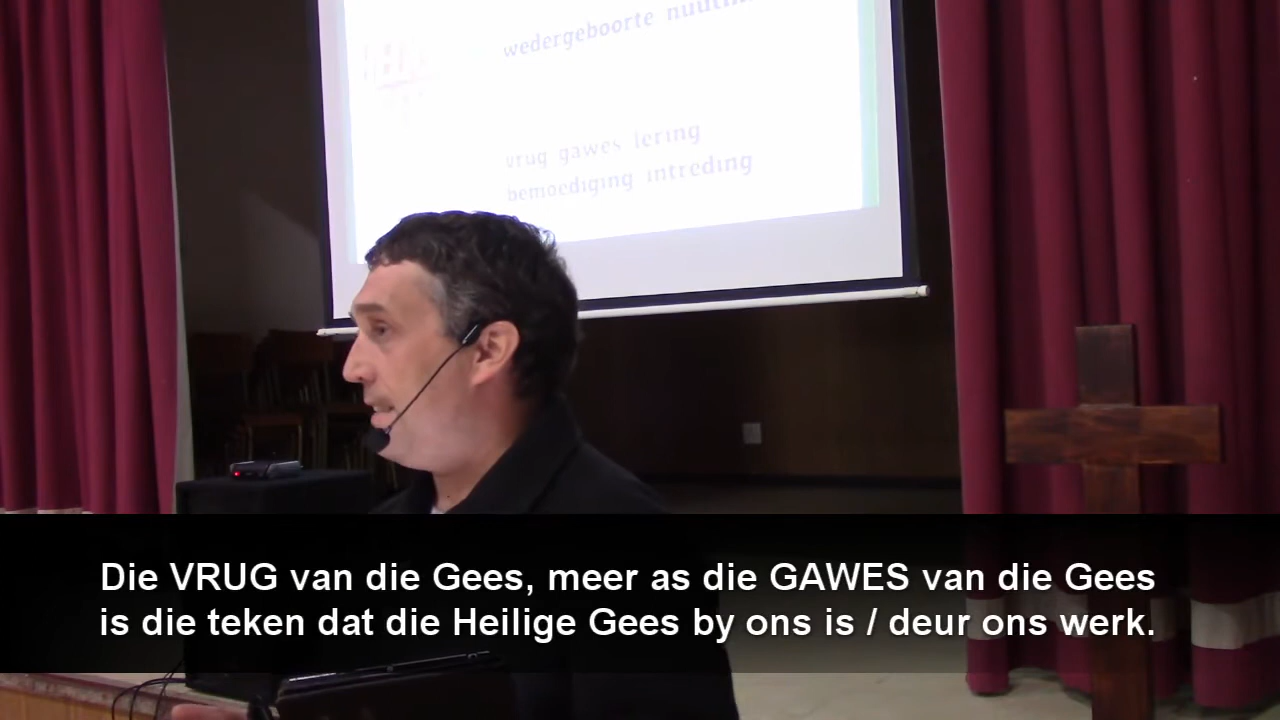 wedergeboorte
vrug gawes lering
bemoediging intreding
Die VRUG van die Gees, meer as die GAWES van die Gees
is die teken dat die Heilige Gees by ons is / deur ons werk.